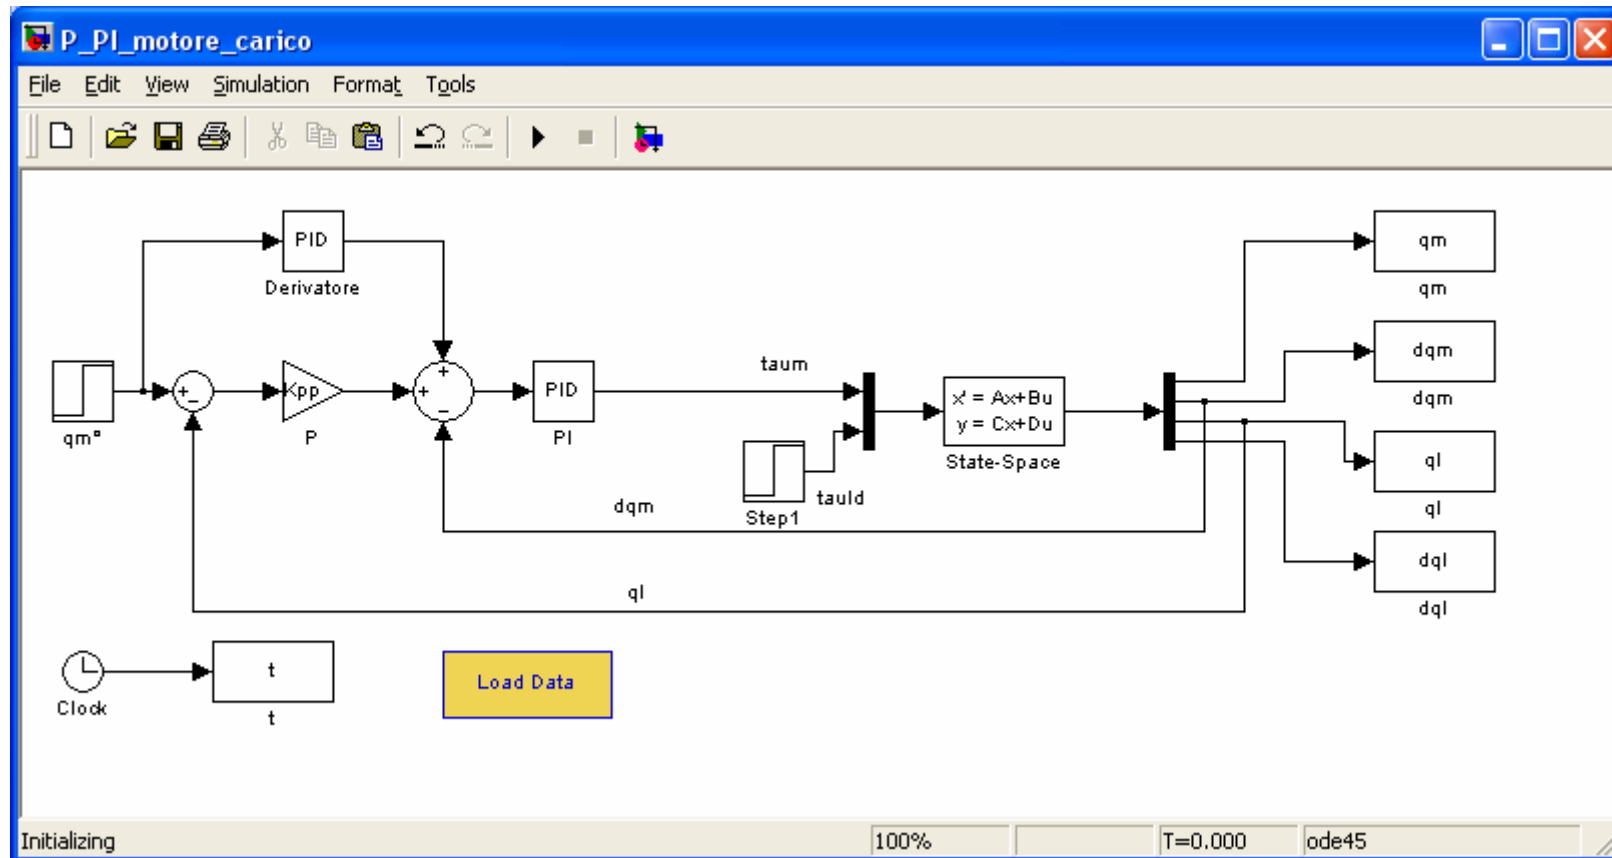 P_PI_motore_carico
File Edit View Simulation Format Tools
PID
Derivatore
qm
qm
qm°
+
-
Kpp
P
+
+
-
PID
PI
taum
x' = Ax+Bu
y = Cx+Du
State-Space
dqm
dqm
Step1
tauld
dqm
ql
ql
ql
dql
dql
Clock
t
t
Load Data
Initializing 100% T=0.000 ode45